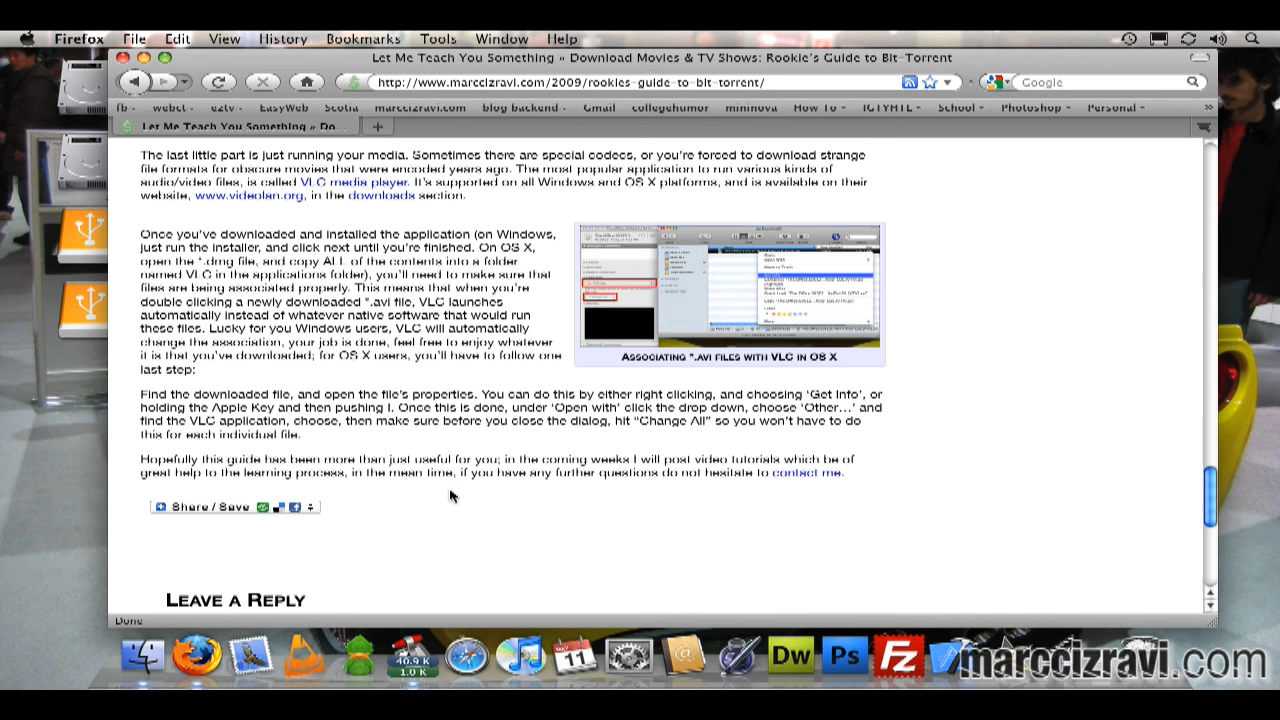 Firefox File Edit View History Bookmarks Tools Window Help
Let Me Teach You Something » Download Movies & TV Shows: Rookie's Guide to Bit-Torrent
http://www.marccizravi.com/2009/rookies-guide-to-bit-torrent/
Google
fb webct eztv EasyWeb Scotia marccizravi.com blog backend Gmail collegehumor mininova How To IGTYHTL School Photoshop Personal »
Let Me Teach You Something » Do...
The last little part is just running your media. Sometimes there are special codecs, or you're forced to download strange
file formats for obscure movies that were encoded years ago. The most popular application to run various kinds of
audio/video files, is called VLC media player. It's supported on all Windows and OS X platforms, and is available on their
website, www.videolan.org, in the downloads section.
Once you've downloaded and installed the application (on Windows,
just run the installer, and click next until you're finished. On OS X,
open the *.dmg file, and copy ALL of the contents into a folder
named VLC in the applications folder), you'll need to make sure that
files are being associated properly. This means that when you're
double clicking a newly downloaded *.avi file, VLC launches
automatically instead of whatever native software that would run
these files. Lucky for you Windows users, VLC will automatically
change the association, your job is done, feel free to enjoy whatever
it is that you've downloaded; for OS X users, you'll have to follow one
last step:
Associating *.avi files with VLC in OS X
Find the downloaded file, and open the file's properties. You can do this by either right clicking, and choosing 'Get Info', or
holding the Apple Key and then pushing I. Once this is done, under 'Open with' click the drop down, choose 'Other...' and
find the VLC application, choose, then make sure before you close the dialog, hit "Change All" so you won't have to do
this for each individual file.
Hopefully this guide has been more than just useful for you; in the coming weeks I will post video tutorials which be of
great help to the learning process, in the mean time, if you have any further questions do not hesitate to contact me.
Share / Save
Leave a Reply
Done
40.9 K
1.0 K
MAY
11
Dw
Ps
Fz
marccizravi.com